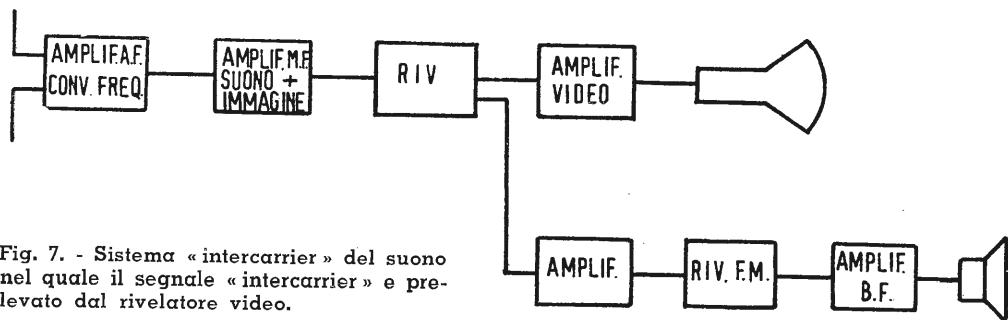 AMPLIF.A.F.
CONV. FREQ.
AMPLIF. M.F.
SUONO +
IMMAGINE
RIV
AMPLIF.
VIDEO
AMPLIF.
RIV. F.M.
AMPLIF.
B.F.
Fig. 7. - Sistema « intercarrier » del suono
nel quale il segnale « intercarrier » e pre-
levato dal rivelatore video.